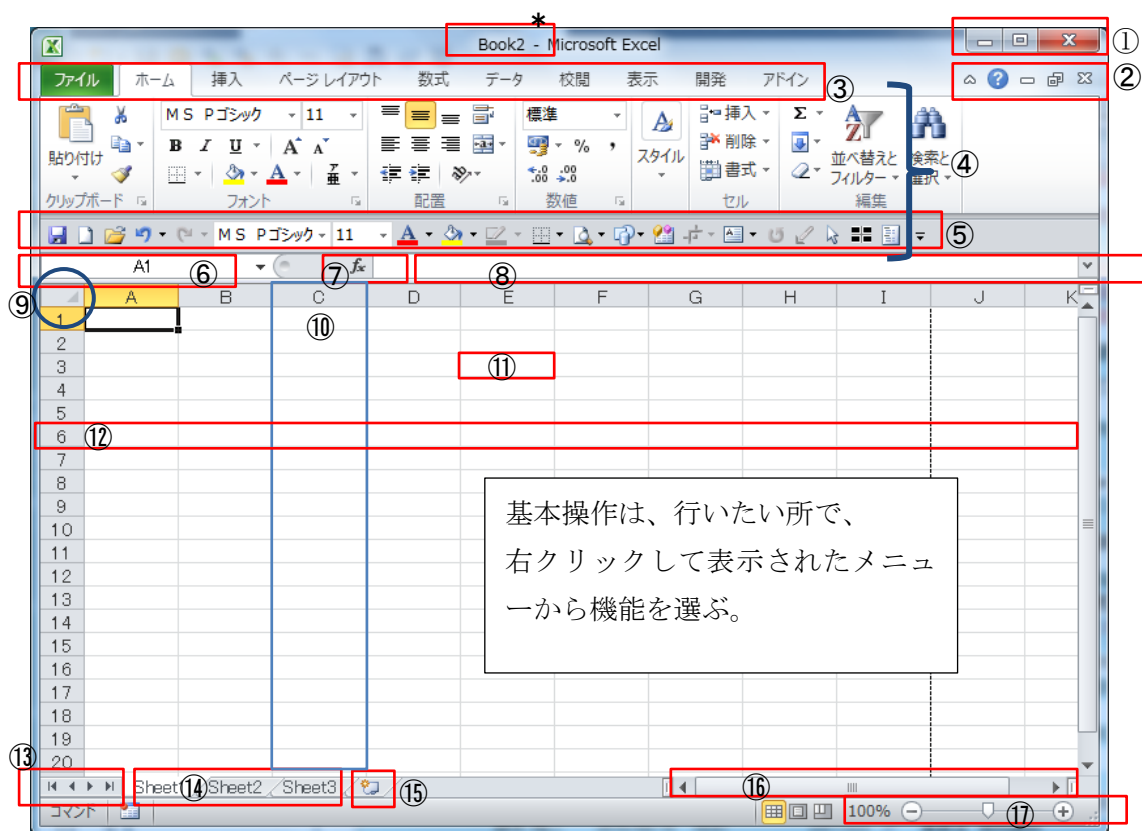 *
Book2 - Microsoft Excel ①
ファイル ホーム 挿入 ページ レイアウト 数式 データ 校閲 表示 開発 アドイン ③ ②
ＭＳ Ｐゴシック 11 標準 挿入 Σ
貼り付け B I U A A % , スタイル 削除 並べ替えと フィルター 検索と 選択 ④
A 亜 .00 .0 書式
クリップボード フォント 配置 数値 セル 編集
ＭＳ Ｐゴシック 11 A ⑤
A1 ⑥ ⑦ fx ⑧
⑨ A B C D E F G H I J K
1 ⑩
2
3 ⑪
4
5
6 ⑫
7
8
9
10
11
12
13
14
15
16
17
18
19
20
基本操作は、行いたい所で、
右クリックして表示されたメニュ
ーから機能を選ぶ。
⑬ Sheet1 ⑭ Sheet2 Sheet3 ⑮ ⑯
コマンド 100% ⑰